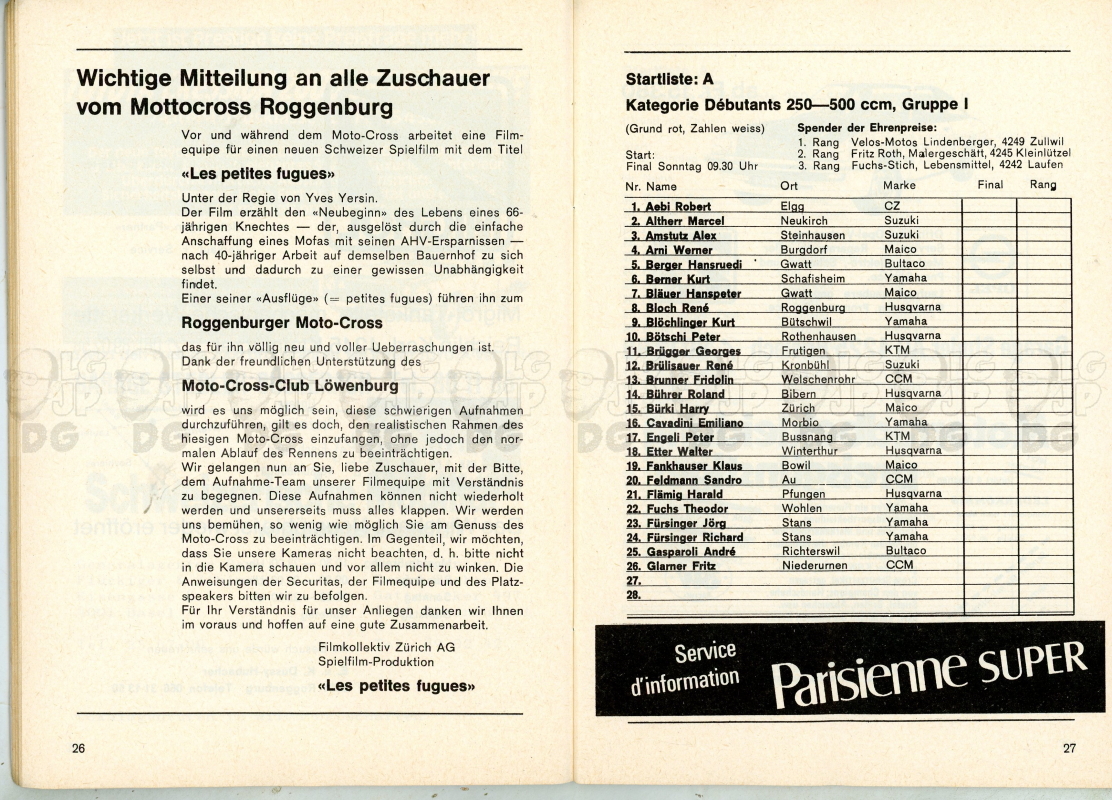 Wichtige Mitteilung an alle Zuschauer
vom Mottocross Roggenburg
Vor und während dem Moto-Cross arbeitet eine Film-
equipe für einen neuen Schweizer Spielfilm mit dem Titel
«Les petites fugues»
Unter der Regie von Yves Yersin.
Der Film erzählt den «Neubeginn» des Lebens eines 66-
jährigen Knechtes — der, ausgelöst durch die einfache
Anschaffung eines Mofas mit seinen AHV-Ersparnissen —
nach 40-jähriger Arbeit auf demselben Bauernhof zu sich
selbst und dadurch zu einer gewissen Unabhängigkeit
findet.
Einer seiner «Ausflüge» (= petites fugues) führen ihn zum
Roggenburger Moto-Cross
das für ihn völlig neu und voller Ueberraschungen ist.
Dank der freundlichen Unterstützung des
Moto-Cross-Club Löwenburg
wird es uns möglich sein, diese schwierigen Aufnahmen
durchzuführen, gilt es doch, den realistischen Rahmen des
hiesigen Moto-Cross einzufangen, ohne jedoch den nor-
malen Ablauf des Rennens zu beeinträchtigen.
Wir gelangen nun an Sie, liebe Zuschauer, mit der Bitte,
dem Aufnahme-Team unserer Filmequipe mit Verständnis
zu begegnen. Diese Aufnahmen können nicht wiederholt
werden und unsererseits muss alles klappen. Wir werden
uns bemühen, so wenig wie möglich Sie am Genuss des
Moto-Cross zu beeinträchtigen. Im Gegenteil, wir möchten,
dass Sie unsere Kameras nicht beachten, d. h. bitte nicht
in die Kamera schauen und vor allem nicht zu winken. Die
Anweisungen der Securitas, der Filmequipe und des Platz-
speakers bitten wir zu befolgen.
Für Ihr Verständnis für unser Anliegen danken wir Ihnen
im voraus und hoffen auf eine gute Zusammenarbeit.
Filmkollektiv Zürich AG
Spielfilm-Produktion
«Les petites fugues»
26
Startliste: A
Kategorie Débutants 250—500 ccm, Gruppe I
(Grund rot, Zahlen weiss)
Start:
Final Sonntag 09.30 Uhr
Spender der Ehrenpreise:
1. Rang Velos-Motos Lindenberger, 4249 Zullwil
2. Rang Fritz Roth, Malergeschäft, 4245 Kleinlützel
3. Rang Fuchs-Stich, Lebensmittel, 4242 Laufen
Nr. Name Ort Marke Final Rang
1. Aebi Robert Elgg CZ
2. Altherr Marcel Neukirch Suzuki
3. Amstutz Alex Steinhausen Suzuki
4. Arni Werner Burgdorf Maico
5. Berger Hansruedi Gwatt Bultaco
6. Berner Kurt Schafisheim Yamaha
7. Bläuer Hanspeter Gwatt Maico
8. Bloch René Roggenburg Husqvarna
9. Blöchlinger Kurt Bütschwil Yamaha
10. Bötschi Peter Rothenhausen Husqvarna
11. Brügger Georges Frutigen KTM
12. Brülisauer René Kronbühl Suzuki
13. Brunner Fridolin Welschenrohr CCM
14. Bührer Roland Bibern Husqvarna
15. Bürki Harry Zürich Maico
16. Cavadini Emiliano Morbio Yamaha
17. Engeli Peter Bussnang KTM
18. Etter Walter Winterthur Husqvarna
19. Fankhauser Klaus Bowil Maico
20. Feldmann Sandro Au CCM
21. Flämig Harald Pfungen Husqvarna
22. Fuchs Theodor Wohlen Yamaha
23. Fürsinger Jörg Stans Yamaha
24. Fürsinger Richard Stans Yamaha
25. Gasparoli André Richterswil Bultaco
26. Glarner Fritz Niederurnen CCM
27.
28.
Service
d'information
Parisienne SUPER
27